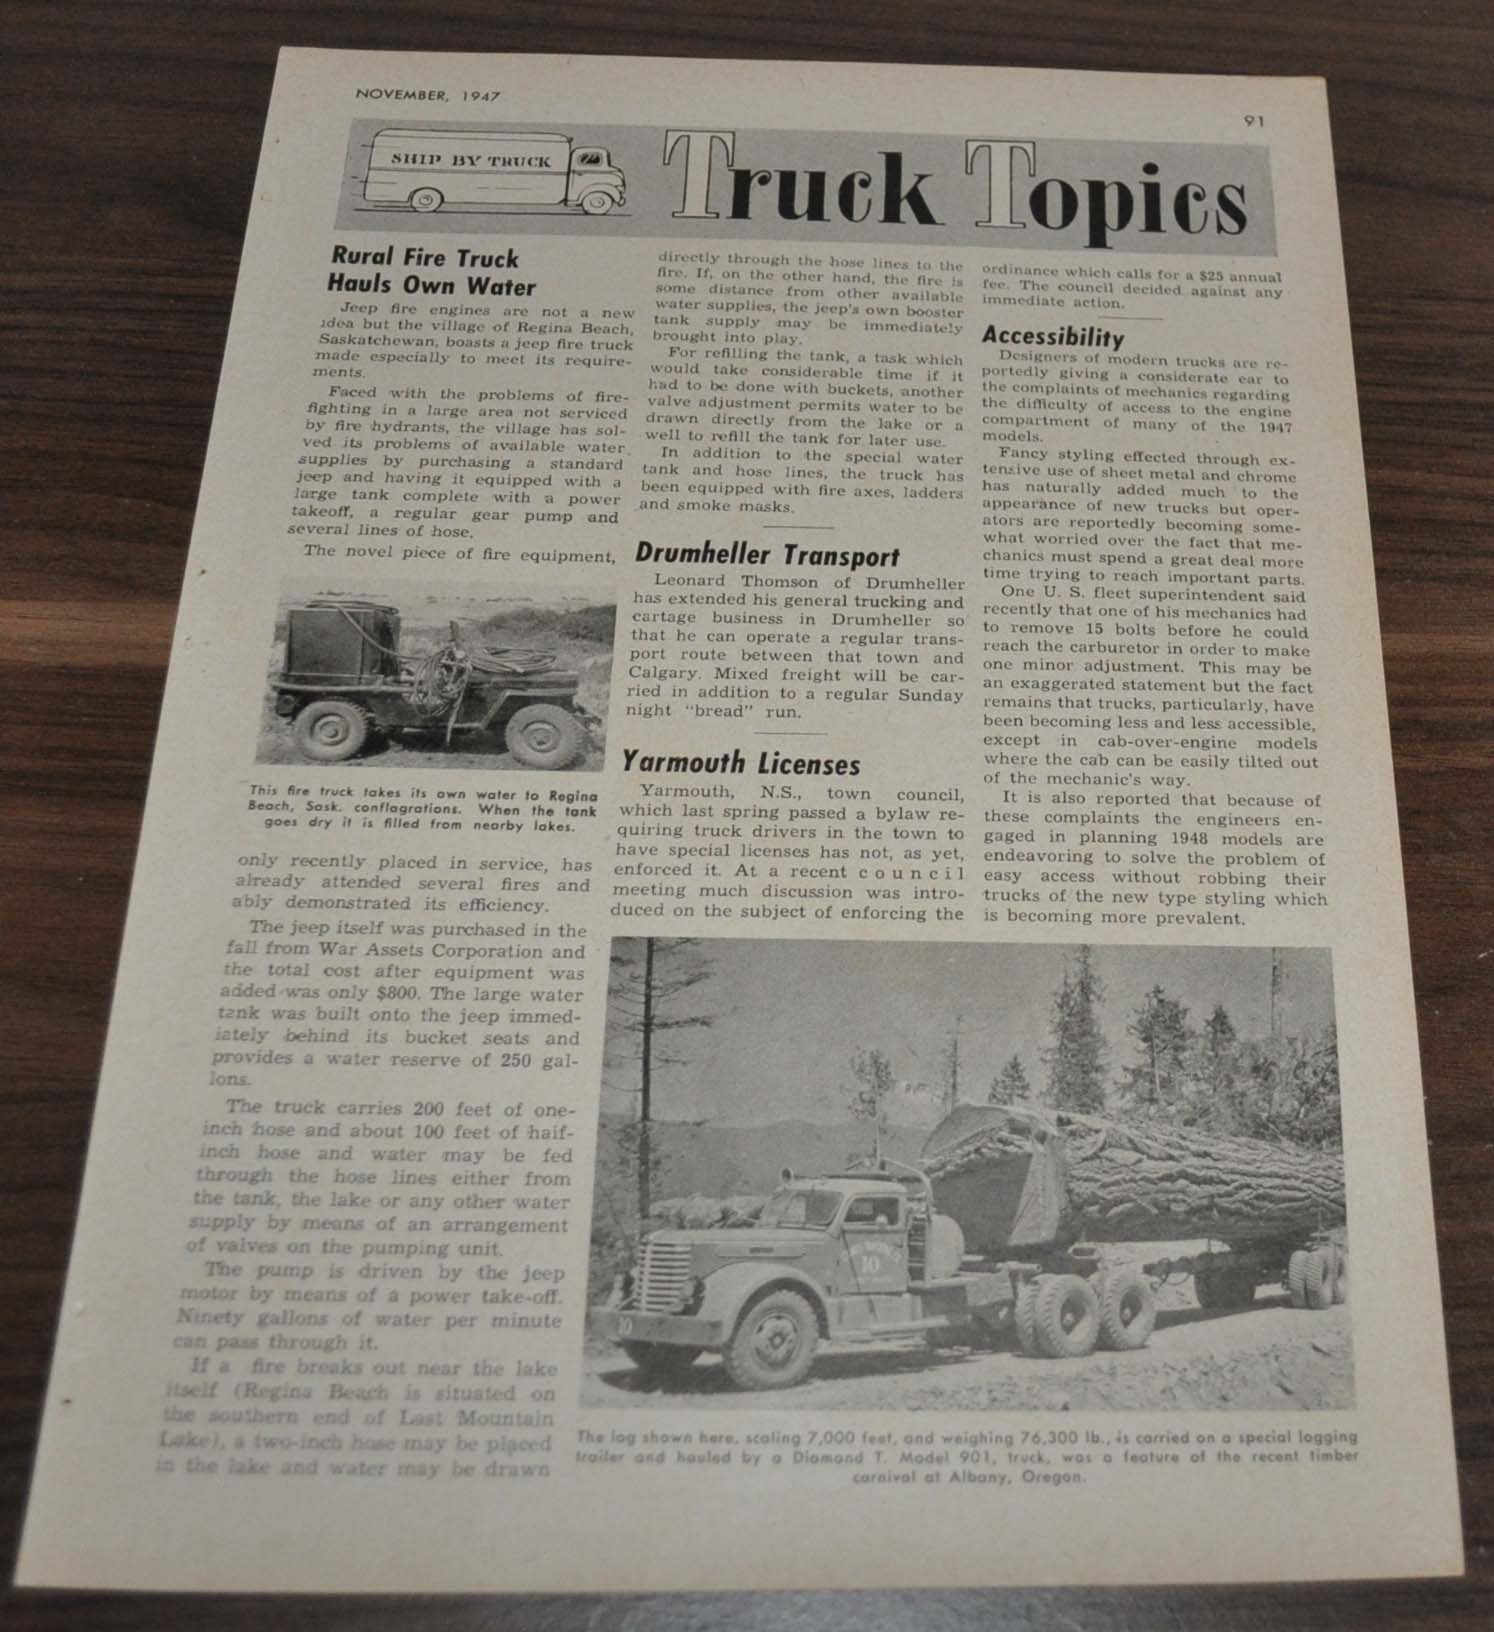 NOVEMBER, 1947
91
SHIP BY TRUCK
Truck Topics
Rural Fire Truck
Hauls Own Water
Jeep fire engines are not a new
idea but the village of Regina Beach,
Saskatchewan, boasts a jeep fire truck
made especially to meet its require-
ments.
Faced with the problems of fire-
fighting in a large area not serviced
by fire hydrants, the village has sol-
ved its problems of available water
supplies by purchasing a standard
jeep and having it equipped with a
large tank complete with a power
takeoff, a regular gear pump and
several lines of hose.
The novel piece of fire equipment,
This fire truck takes its own water to Regina
Beach, Sask. conflagrations. When the tank
goes dry it is filled from nearby lakes.
only recently placed in service, has
already attended several fires and
ably demonstrated its efficiency.
The jeep itself was purchased in the
fall from War Assets Corporation and
the total cost after equipment was
added was only $800. The large water
tank was built onto the jeep immed-
iately behind its bucket seats and
provides a water reserve of 250 gal-
lons.
The truck carries 200 feet of one-
inch hose and about 100 feet of half-
inch hose and water may be fed
through the hose lines either from
the tank, the lake or any other water
supply by means of an arrangement
of valves on the pumping unit.
The pump is driven by the jeep
motor by means of a power take-off.
Ninety gallons of water per minute
can pass through it.
If a fire breaks out near the lake
itself (Regina Beach is situated on
the southern end of Last Mountain
Lake), a two-inch hose may be placed
in the lake and water may be drawn
directly through the hose lines to the
fire. If, on the other hand, the fire is
some distance from other available
water supplies, the jeep's own booster
tank supply may be immediately
brought into play.
For refilling the tank, a task which
would take considerable time if it
had to be done with buckets, another
valve adjustment permits water to be
drawn directly from the lake or a
well to refill the tank for later use.
In addition to the special water
tank and hose lines, the truck has
been equipped with fire axes, ladders
and smoke masks.
Drumheller Transport
Leonard Thomson of Drumheller
has extended his general trucking and
cartage business in Drumheller so
that he can operate a regular trans-
port route between that town and
Calgary. Mixed freight will be car-
ried in addition to a regular Sunday
night "bread" run.
Yarmouth Licenses
Yarmouth, N.S., town council,
which last spring passed a bylaw re-
quiring truck drivers in the town to
have special licenses has not, as yet,
enforced it. At a recent council
meeting much discussion was intro-
duced on the subject of enforcing the
ordinance which calls for a $25 annual
fee. The council decided against any
immediate action.
Accessibility
Designers of modern trucks are re-
portedly giving a considerate ear to
the complaints of mechanics regarding
the difficulty of access to the engine
compartment of many of the 1947
models.
Fancy styling effected through ex-
tensive use of sheet metal and chrome
has naturally added much to the
appearance of new trucks but oper-
ators are reportedly becoming some-
what worried over the fact that me-
chanics must spend a great deal more
time trying to reach important parts.
One U. S. fleet superintendent said
recently that one of his mechanics had
to remove 15 bolts before he could
reach the carburetor in order to make
one minor adjustment. This may be
an exaggerated statement but the fact
remains that trucks, particularly, have
been becoming less and less accessible,
except in cab-over-engine models
where the cab can be easily tilted out
of the mechanic's way.
It is also reported that because of
these complaints the engineers en-
gaged in planning 1948 models are
endeavoring to solve the problem of
easy access without robbing their
trucks of the new type styling which
is becoming more prevalent.
10
10
The log shown here, scaling 7,000 feet, and weighing 76,300 lb., is carried on a special logging
trailer and hauled by a Diamond T. Model 901, truck, was a feature of the recent timber
carnival at Albany, Oregon.